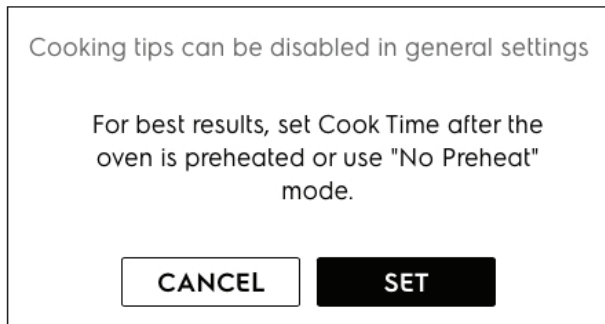 Cooking tips can be disabled in general settings
For best results, set Cook Time after the
oven is preheated or use "No Preheat"
mode.
CANCEL
SET